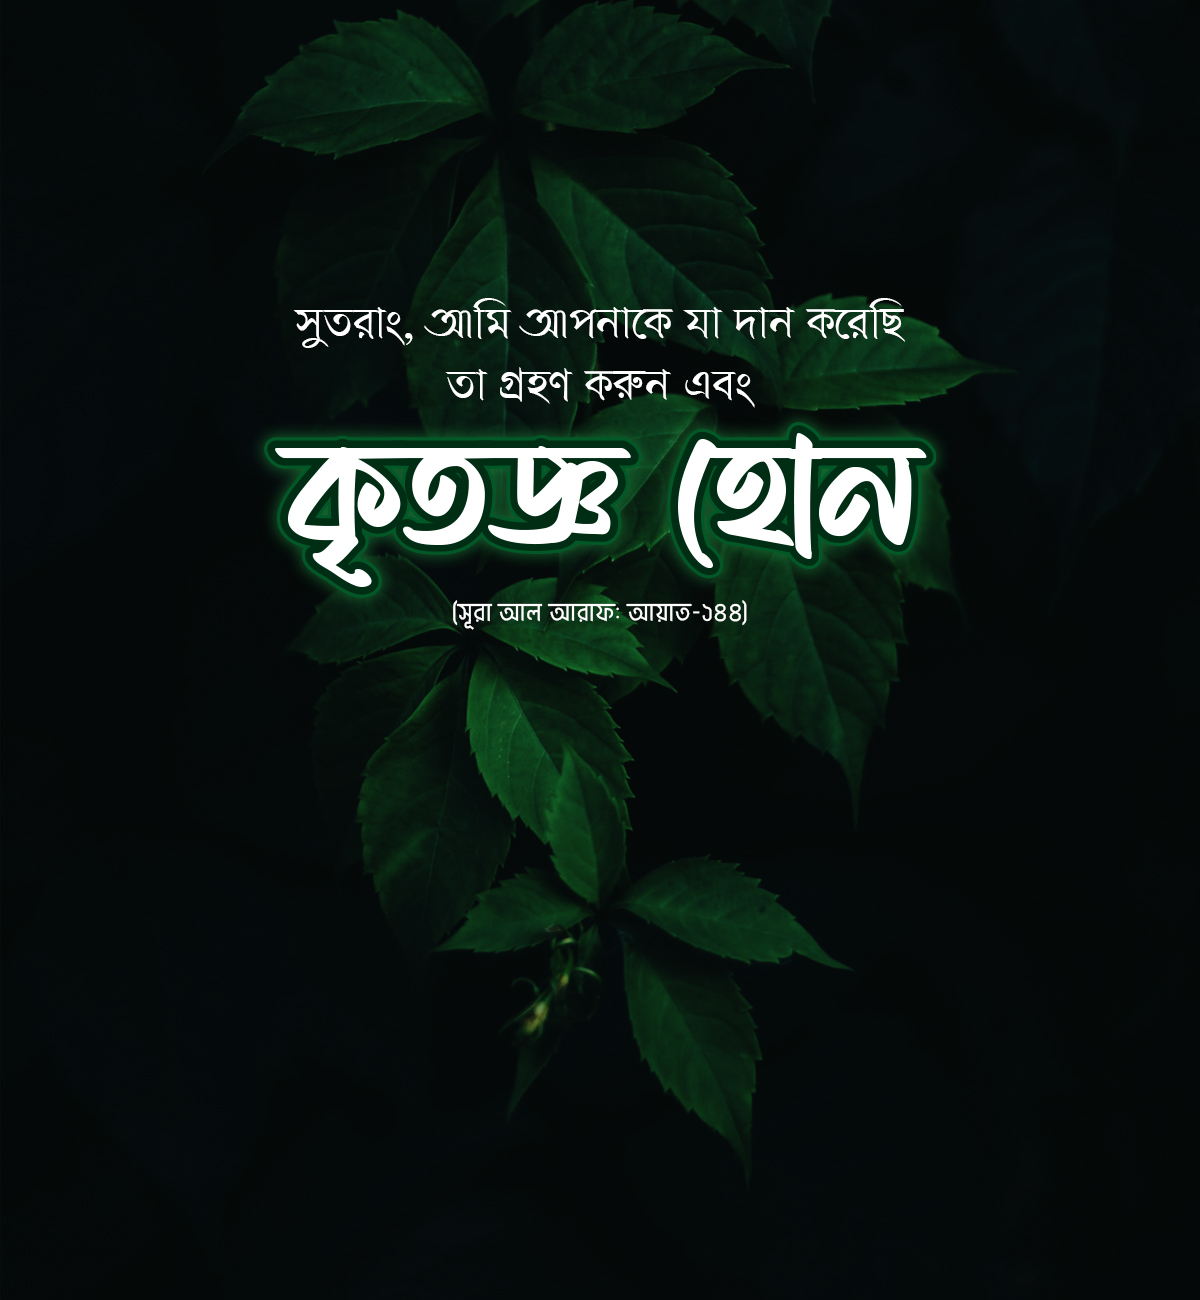 সুতরাং, আমি আপনাকে যা দান করেছি
তা গ্রহণ করুন এবং
কৃতজ্ঞ হোন
(সূরা আল আরাফ: আয়াত-১৪৪)